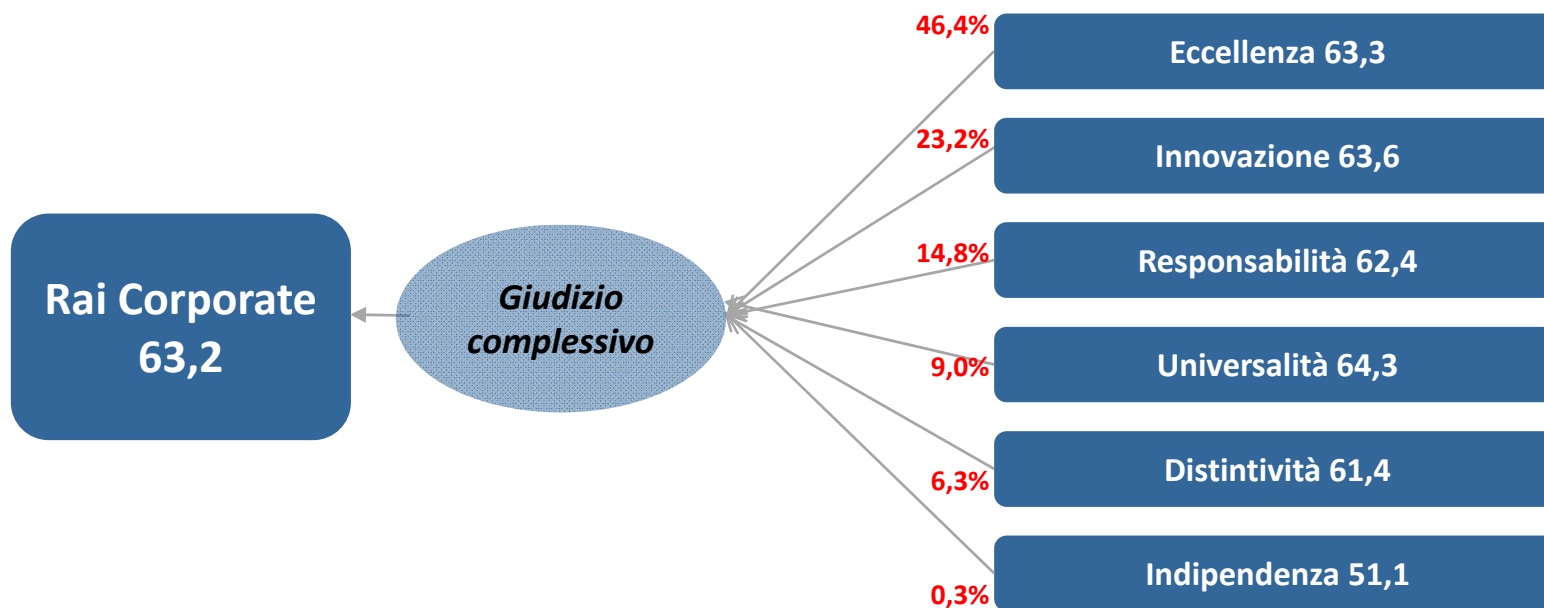 46,4%
Eccellenza 63,3
23,2%
Innovazione 63,6
14,8%
Responsabilità 62,4
Rai Corporate
63,2
Giudizio
complessivo
9,0%
Universalità 64,3
6,3%
Distintività 61,4
0,3%
Indipendenza 51,1